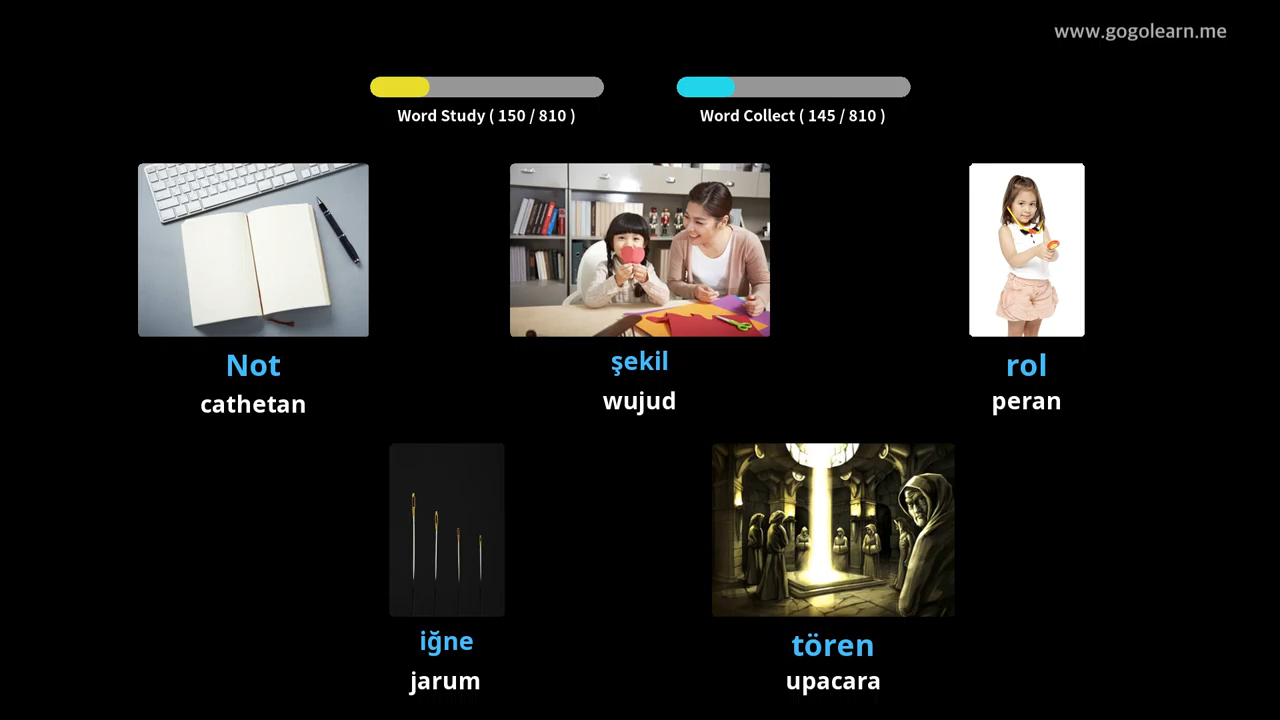 www.gogolearn.me
Word Study ( 150 / 810 )
Word Collect ( 145 / 810 )
Not
cathetan
şekil
wujud
rol
peran
iğne
jarum
tören
upacara